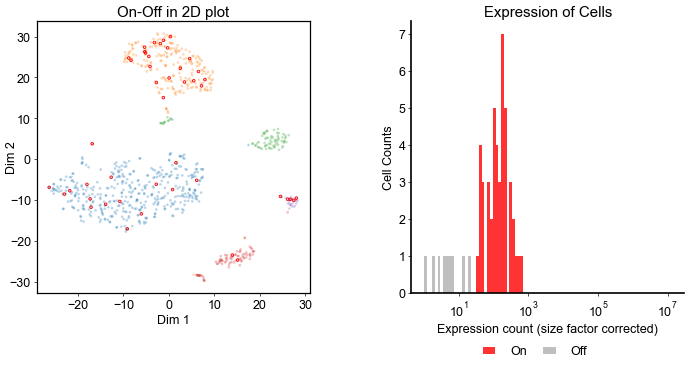 On-Off in 2D plot
30
20
10
0
−10
−20
−30
Dim 2
−20 −10 0 10 20 30
Dim 1
Expression of Cells
7
6
5
4
3
2
1
0
Cell Counts
10^1 10^3 10^5 10^7
Expression count (size factor corrected)
On Off